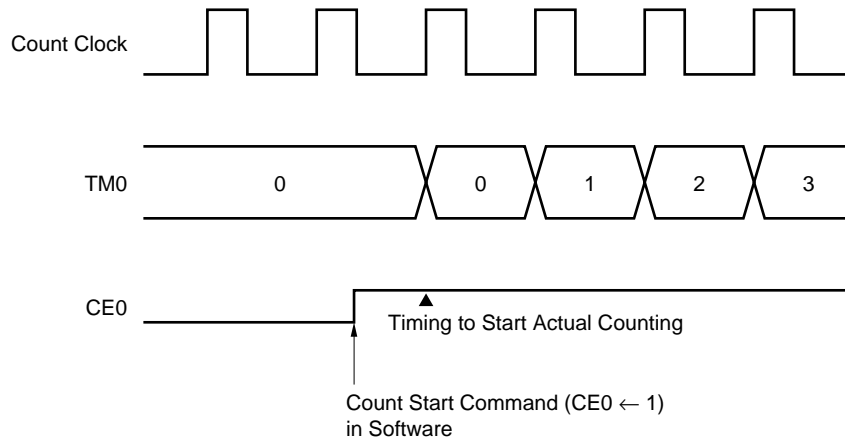 Count Clock
TM0
0
0
1
2
3
CE0
Timing to Start Actual Counting
Count Start Command (CE0 ← 1)
in Software